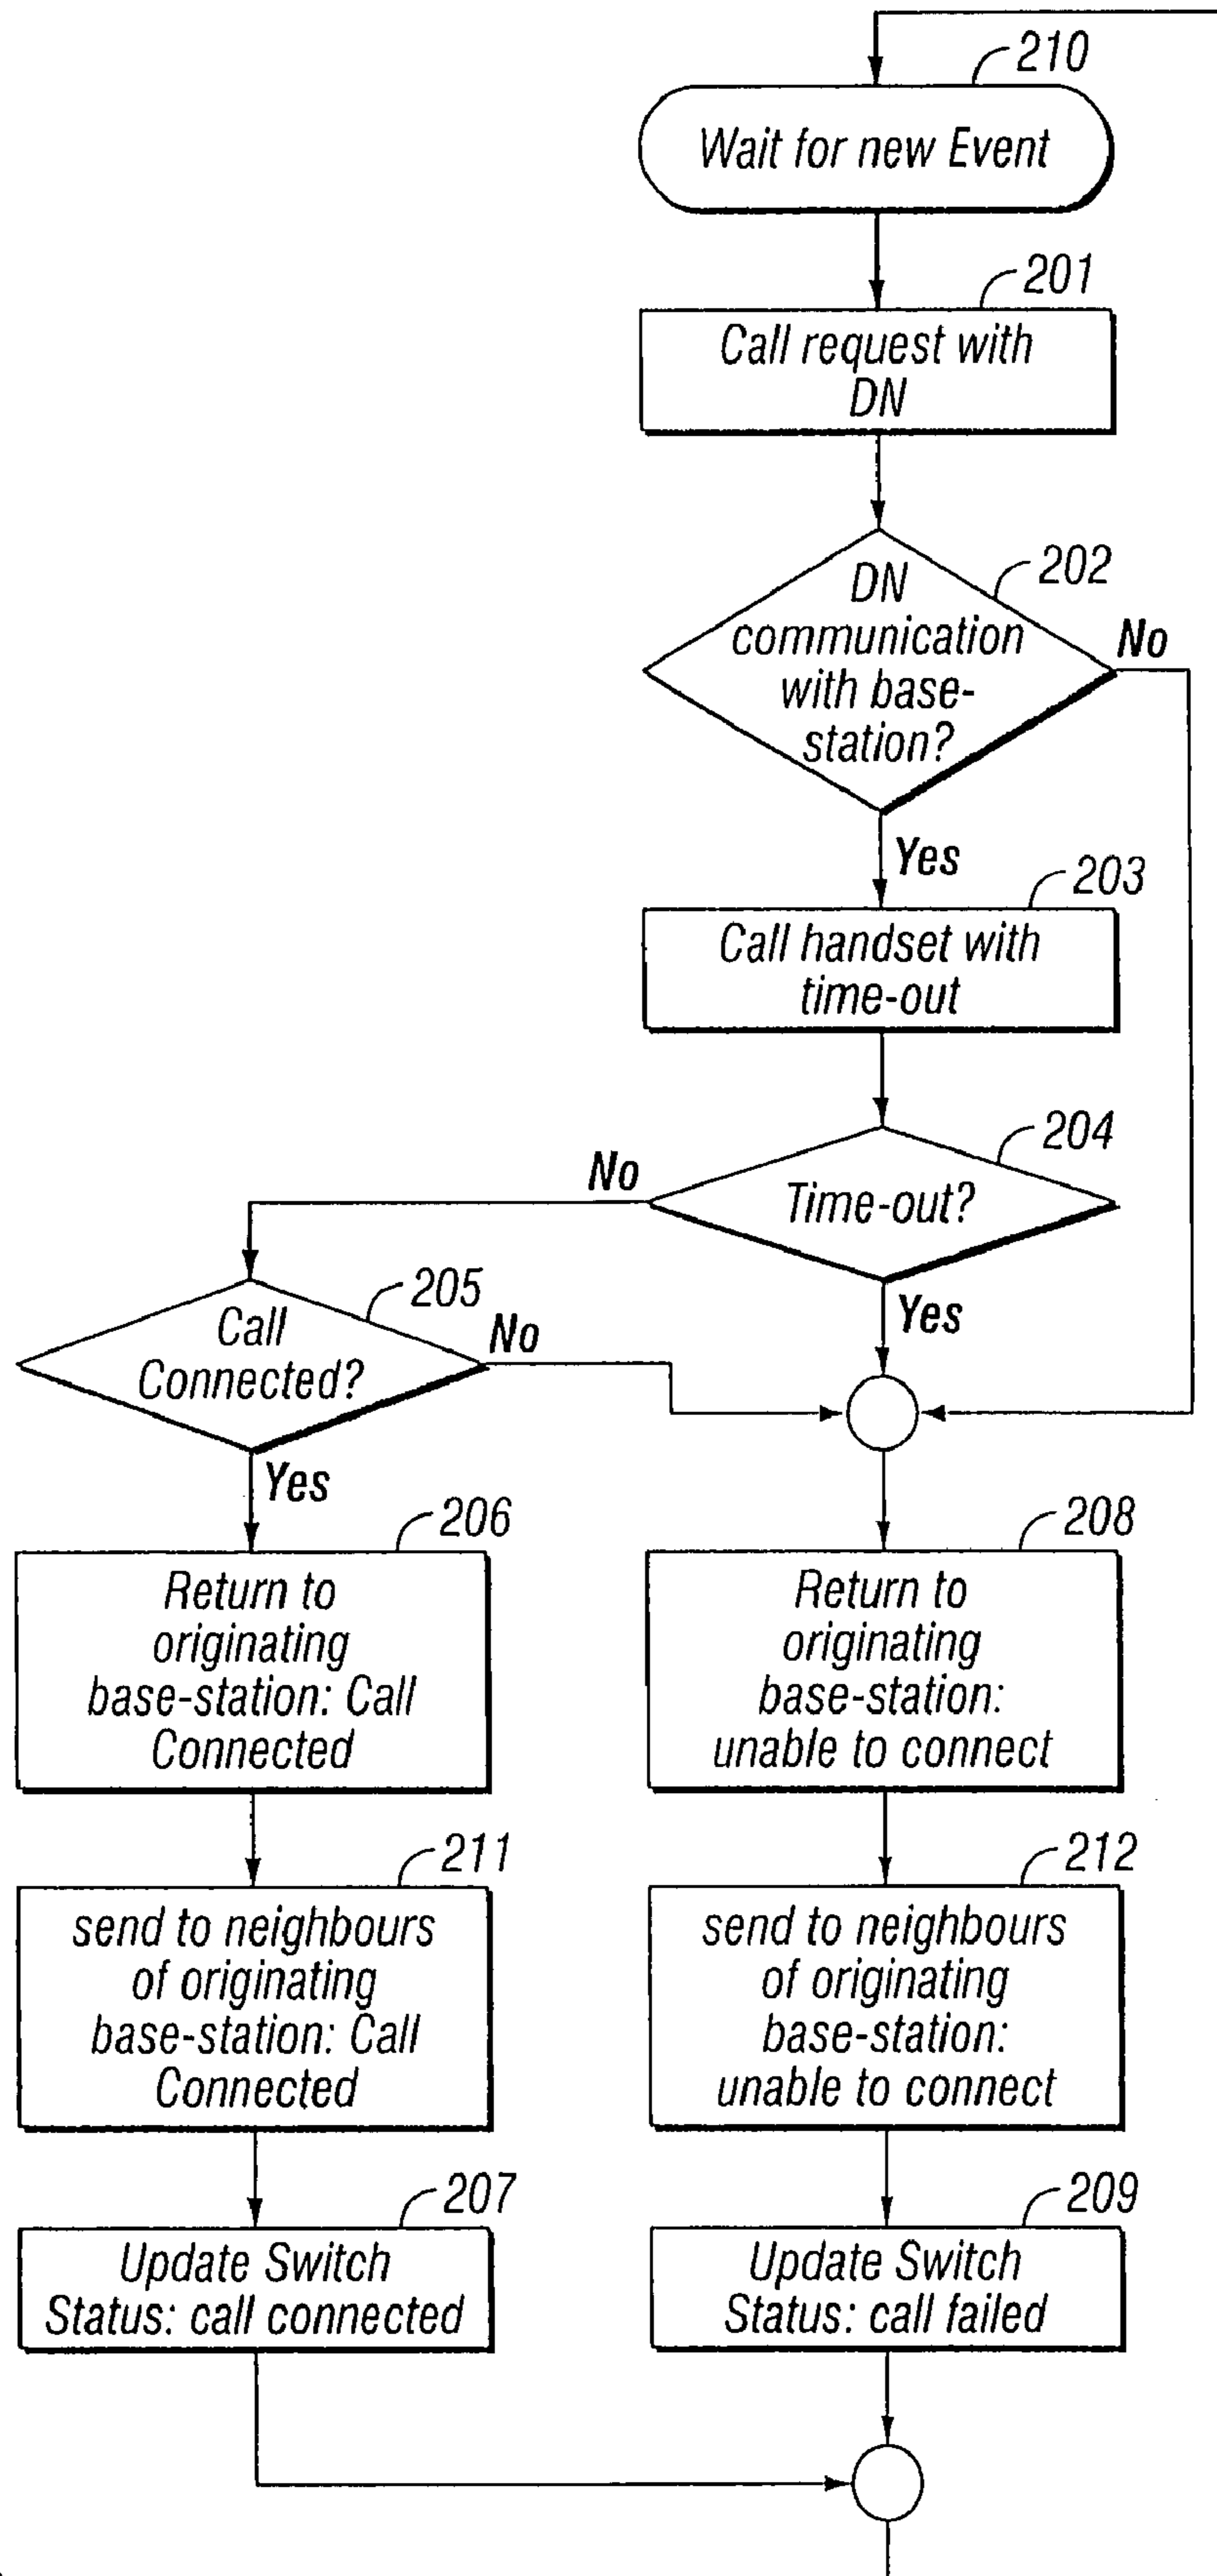 210
Wait for new Event
201
Call request with
DN
202
DN
communication
with base-
station?
No
Yes
203
Call handset with
time-out
204
Time-out?
No
Yes
205
Call
Connected?
No
Yes
206
Return to
originating
base-station: Call
Connected
208
Return to
originating
base-station:
unable to connect
211
send to neighbours
of originating
base-station: Call
Connected
212
send to neighbours
of originating
base-station:
unable to connect
207
Update Switch
Status: call connected
209
Update Switch
Status: call failed